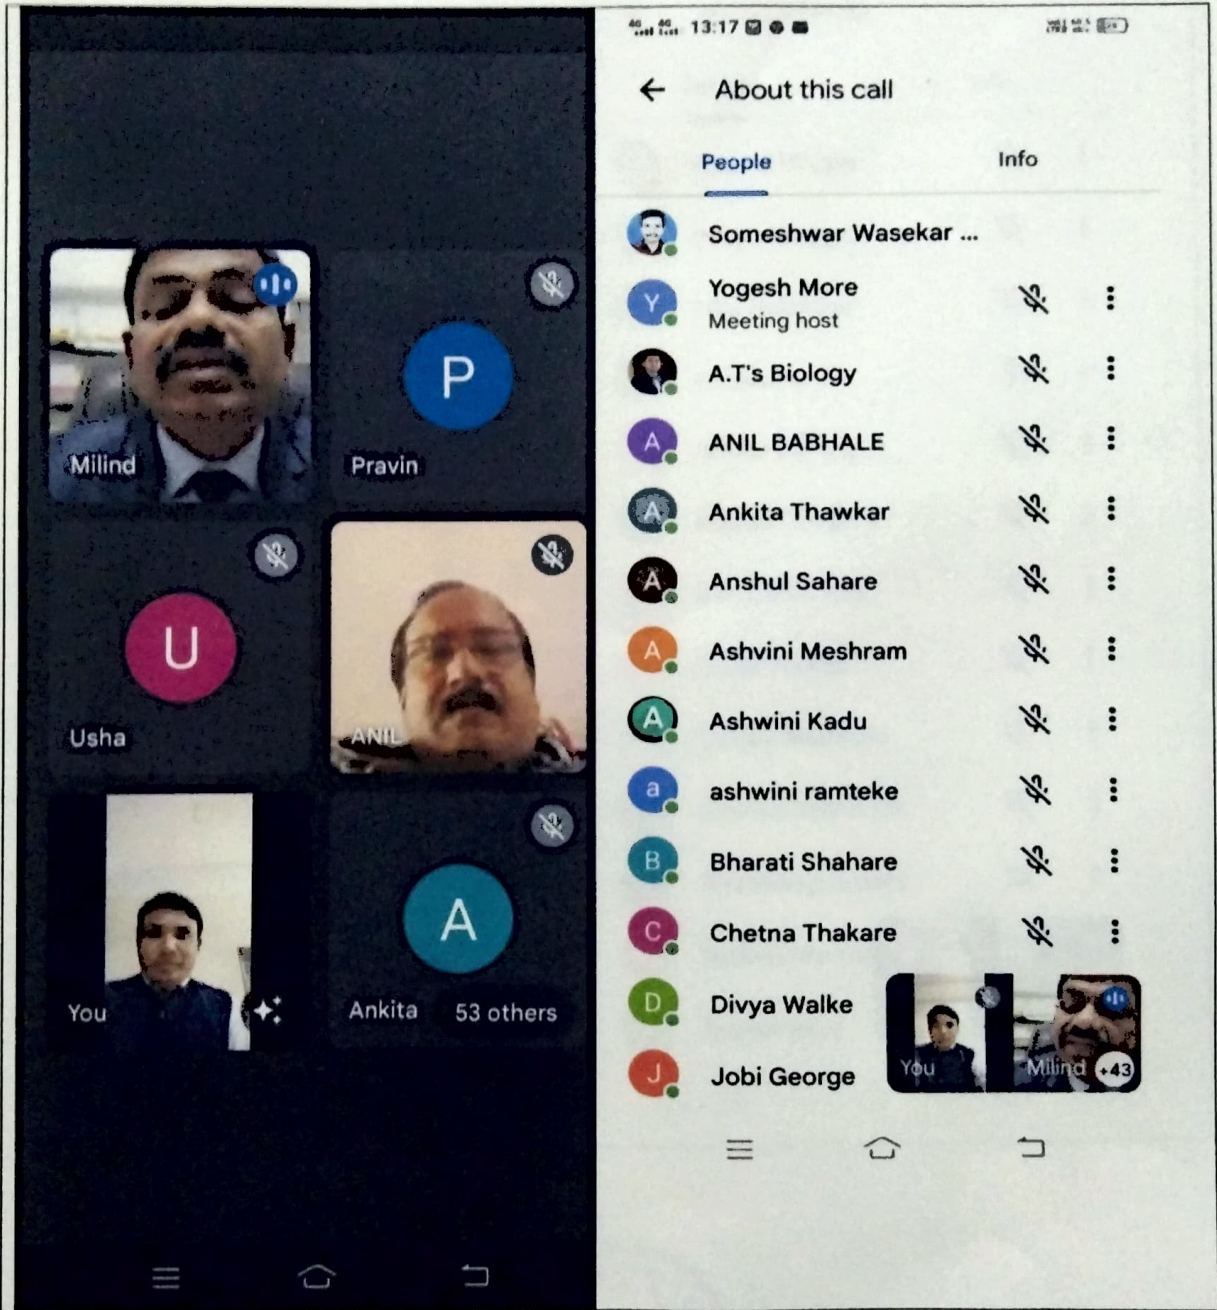 Milind
P
Pravin
U
Usha
ANIL
You
A
Ankita
53 others
4G 4G 13:17
About this call
People
Info
Someshwar Wasekar ...
Y
Yogesh More
Meeting host
A.T's Biology
A
ANIL BABHALE
A
Ankita Thawkar
A
Anshul Sahare
A
Ashvini Meshram
A
Ashwini Kadu
a
ashwini ramteke
B
Bharati Shahare
C
Chetna Thakare
D
Divya Walke
J
Jobi George
You
Milind
+43